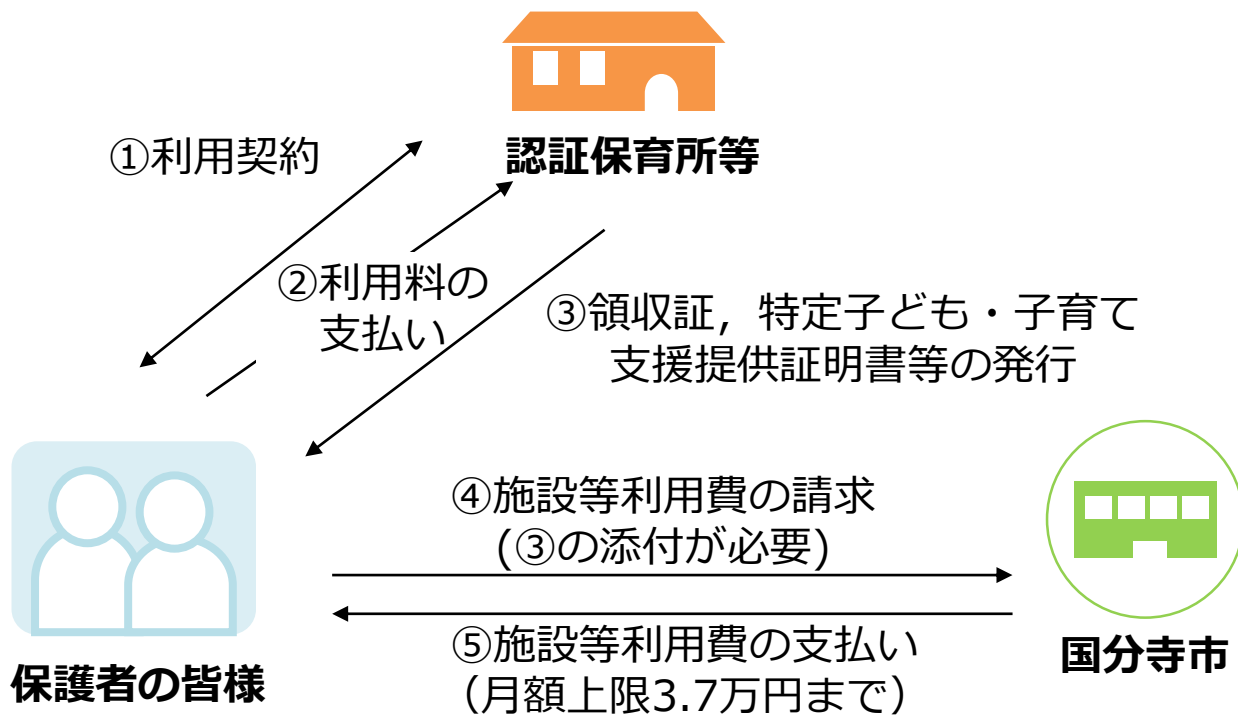 認証保育所等
①利用契約
②利用料の
支払い
③領収証，特定子ども・子育て
支援提供証明書等の発行
④施設等利用費の請求
(③の添付が必要)
⑤施設等利用費の支払い
（月額上限3.7万円まで）
保護者の皆様
国分寺市